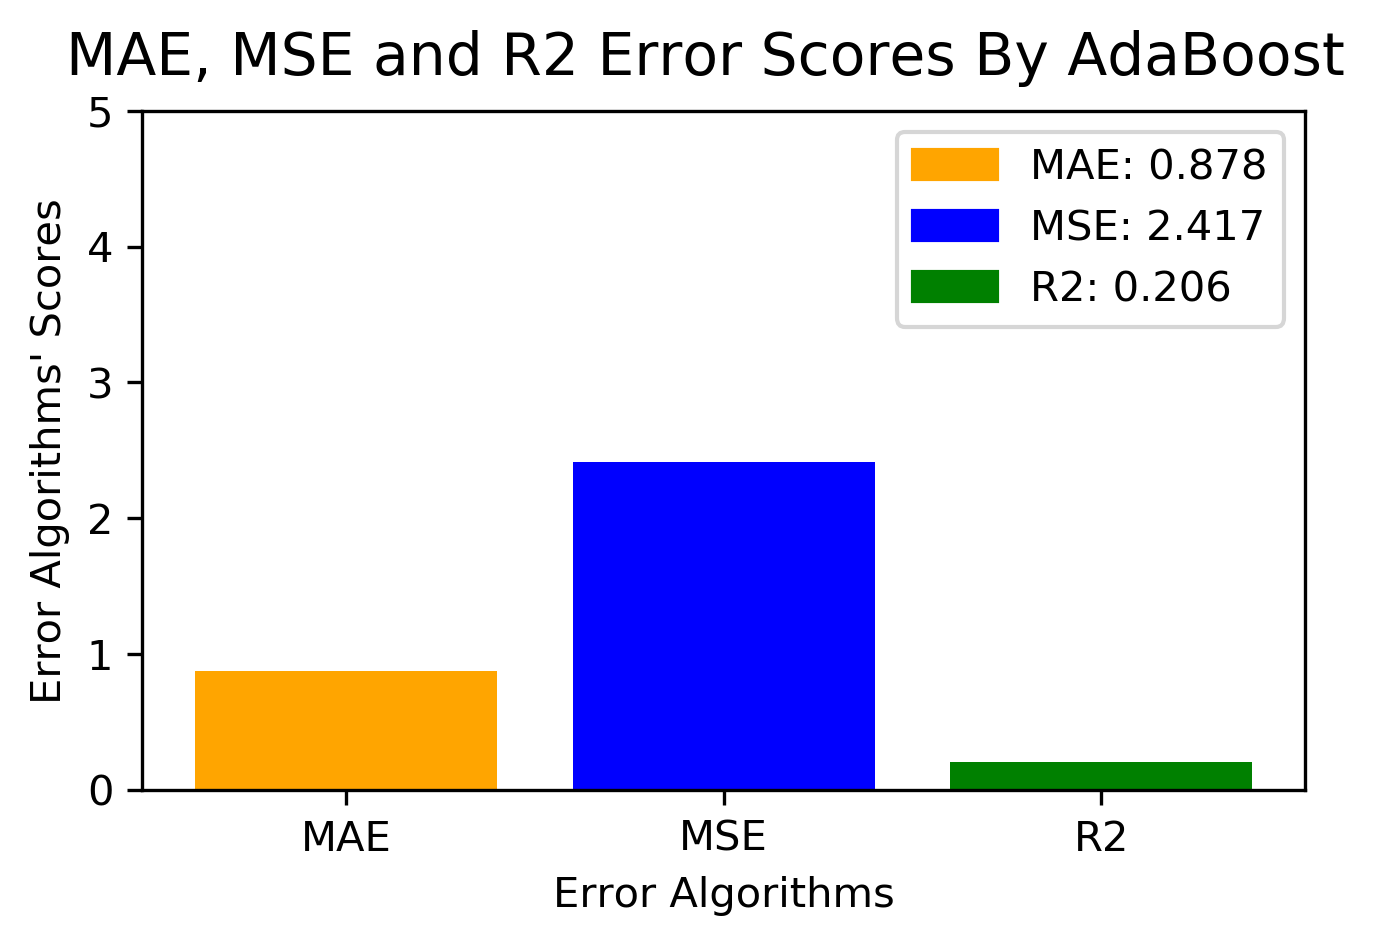 MAE, MSE and R2 Error Scores By AdaBoost
5
4
3
2
1
0
Error Algorithms' Scores
MAE: 0.878
MSE: 2.417
R2: 0.206
MAE
MSE
R2
Error Algorithms